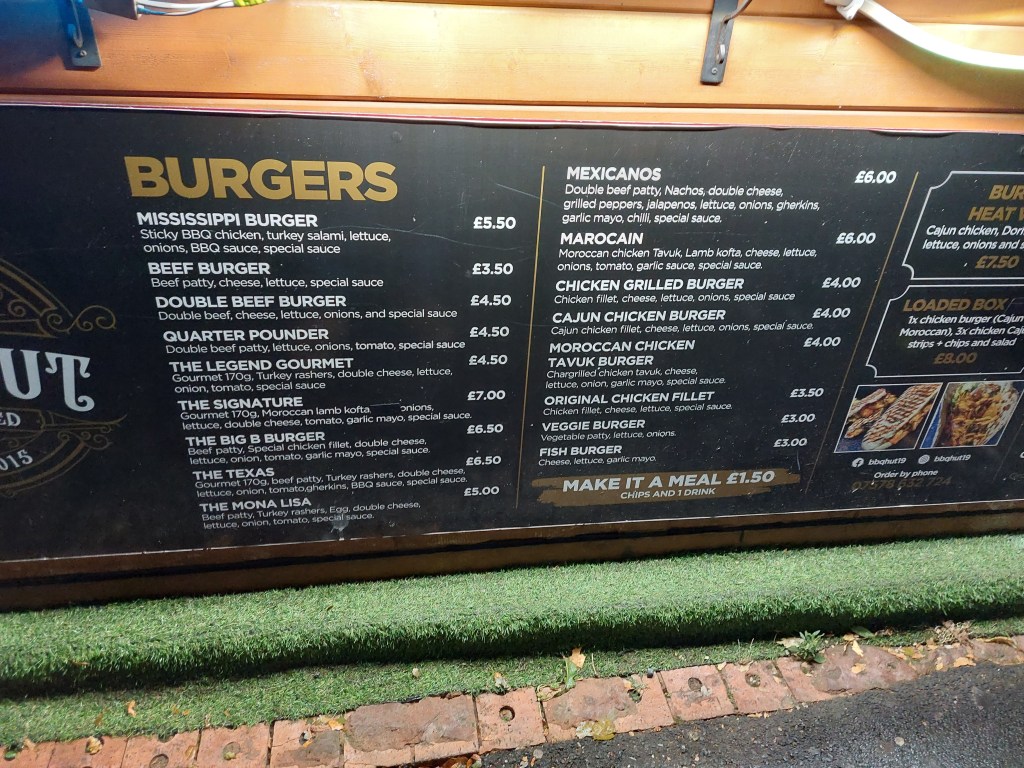 UT
ED
2015
BURGERS
MISSISSIPPI BURGER £5.50
Sticky BBQ chicken, turkey salami, lettuce,
onions, BBQ sauce, special sauce
BEEF BURGER £3.50
Beef patty, cheese, lettuce, special sauce
DOUBLE BEEF BURGER £4.50
Double beef, cheese, lettuce, onions, and special sauce
QUARTER POUNDER £4.50
Double beef patty, lettuce, onions, tomato, special sauce
THE LEGEND GOURMET £4.50
Gourmet 170g, Turkey rashers, double cheese, lettuce,
onion, tomato, special sauce
THE SIGNATURE £7.00
Gourmet 170g, Moroccan lamb kofta onions,
lettuce, double cheese, tomato, garlic mayo, special sauce.
THE BIG B BURGER £6.50
Beef patty, Special chicken fillet, double cheese,
lettuce, onion, tomato, garlic mayo, special sauce.
THE TEXAS £6.50
Gourmet 170g, beef patty, Turkey rashers, double cheese,
lettuce, onion, tomato,gherkins, BBQ sauce, special sauce.
THE MONA LISA £5.00
Beef patty, Turkey rashers, Egg, double cheese,
lettuce, onion, tomato, special sauce.
MEXICANOS £6.00
Double beef patty, Nachos, double cheese,
grilled peppers, jalapenos, lettuce, onions, gherkins,
garlic mayo, chilli, special sauce.
MAROCAIN £6.00
Moroccan chicken Tavuk, Lamb kofta, cheese, lettuce,
onions, tomato, garlic sauce, special sauce.
CHICKEN GRILLED BURGER £4.00
Chicken fillet, cheese, lettuce, onions, special sauce
CAJUN CHICKEN BURGER £4.00
Cajun chicken fillet, cheese, lettuce, onions, special sauce.
MOROCCAN CHICKEN £4.00
TAVUK BURGER
Chargrilled chicken tavuk, cheese,
lettuce, onion, garlic mayo, special sauce.
ORIGINAL CHICKEN FILLET £3.50
Chicken fillet, cheese, lettuce, special sauce.
VEGGIE BURGER £3.00
Vegetable patty, lettuce, onions.
FISH BURGER £3.00
Cheese, lettuce, garlic mayo.
MAKE IT A MEAL £1.50
CHIPS AND 1 DRINK
BUR
HEAT
Cajun chicken, Dor
lettuce, onions and s
£7.50
LOADED BOX
1x chicken burger (Cajun
Moroccan), 3x chicken Caj
strips + chips and salad
£8.00
bbqhut19 bbqhut19
Order by phone
724